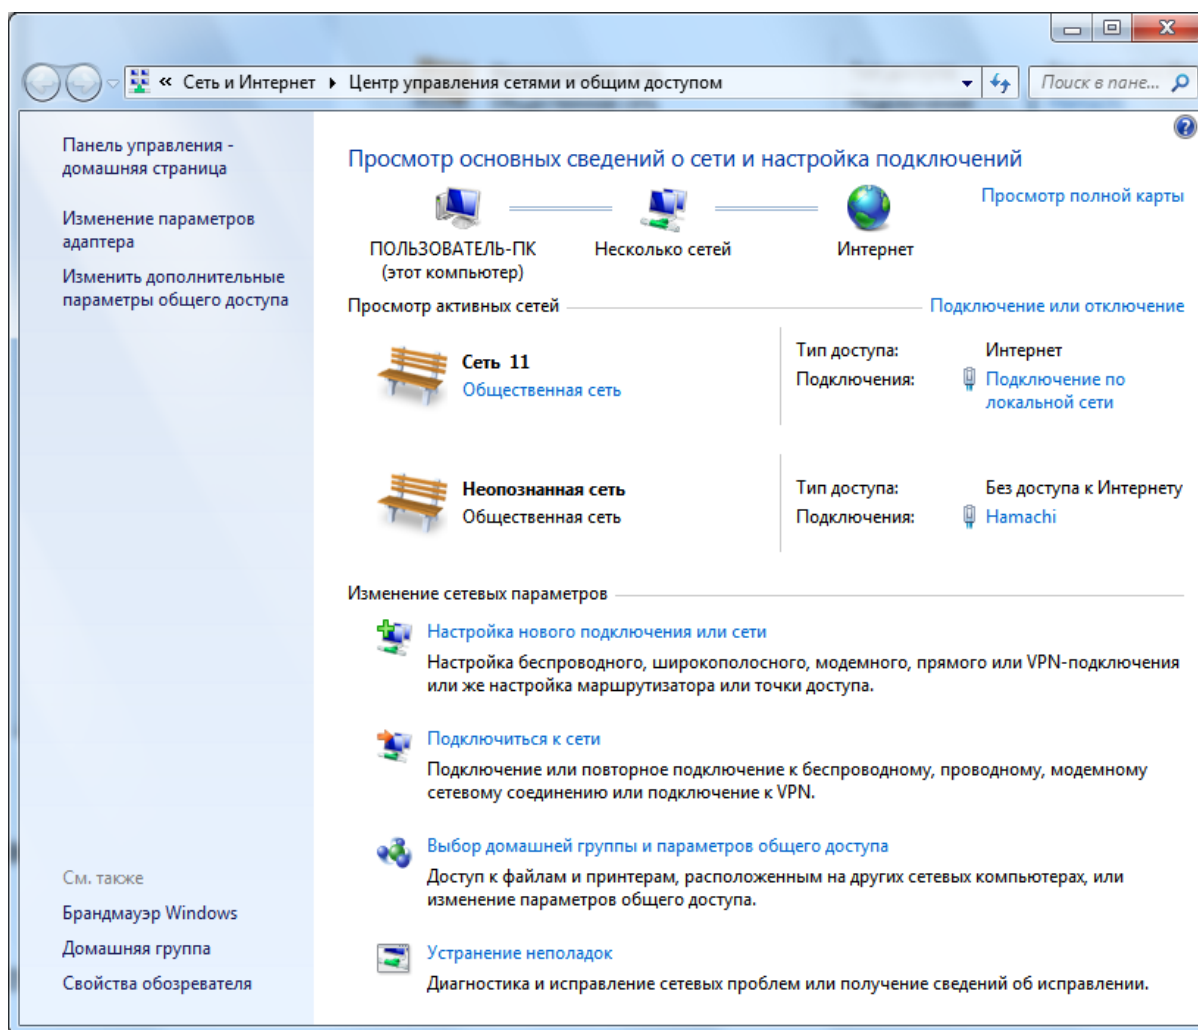 « Сеть и Интернет Центр управления сетями и общим доступом Поиск в пане...
Панель управления -
домашняя страница
Изменение параметров
адаптера
Изменить дополнительные
параметры общего доступа
Просмотр основных сведений о сети и настройка подключений
Просмотр полной карты
ПОЛЬЗОВАТЕЛЬ-ПК Несколько сетей Интернет
(этот компьютер)
Просмотр активных сетей Подключение или отключение
Сеть 11
Общественная сеть
Тип доступа: Интернет
Подключения: Подключение по
локальной сети
Неопознанная сеть
Общественная сеть
Тип доступа: Без доступа к Интернету
Подключения: Hamachi
Изменение сетевых параметров
Настройка нового подключения или сети
Настройка беспроводного, широкополосного, модемного, прямого или VPN-подключения
или же настройка маршрутизатора или точки доступа.
Подключиться к сети
Подключение или повторное подключение к беспроводному, проводному, модемному
сетевому соединению или подключение к VPN.
Выбор домашней группы и параметров общего доступа
Доступ к файлам и принтерам, расположенным на других сетевых компьютерах, или
изменение параметров общего доступа.
Устранение неполадок
Диагностика и исправление сетевых проблем или получение сведений об исправлении.
См. также
Брандмауэр Windows
Домашняя группа
Свойства обозревателя